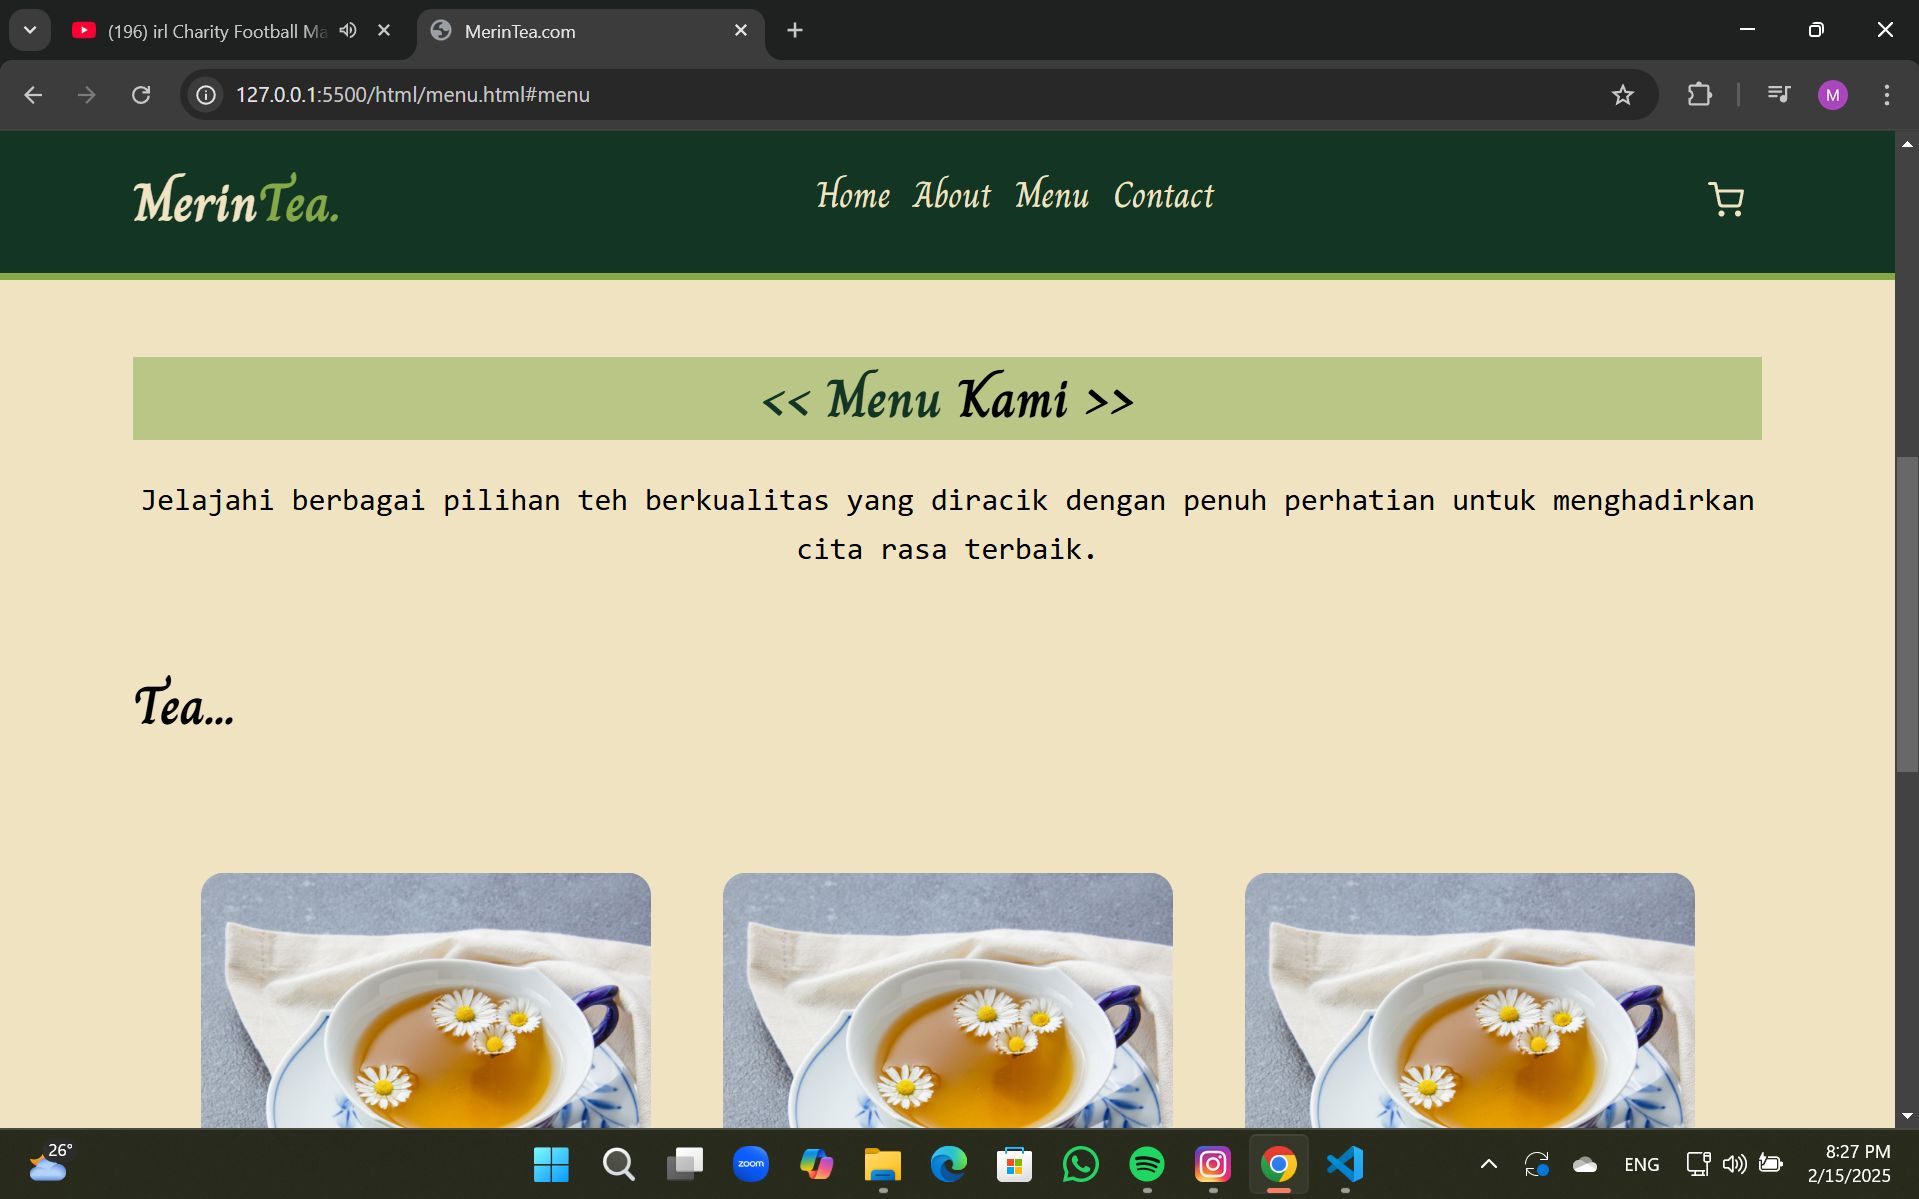 (196) irl Charity Football Ma
MerinTea.com
127.0.0.1:5500/html/menu.html#menu
M
MerinTea.
Home About Menu Contact
<< Menu Kami >>
Jelajahi berbagai pilihan teh berkualitas yang diracik dengan penuh perhatian untuk menghadirkan
cita rasa terbaik.
Tea...
26°
zoom
ENG
8:27 PM
2/15/2025